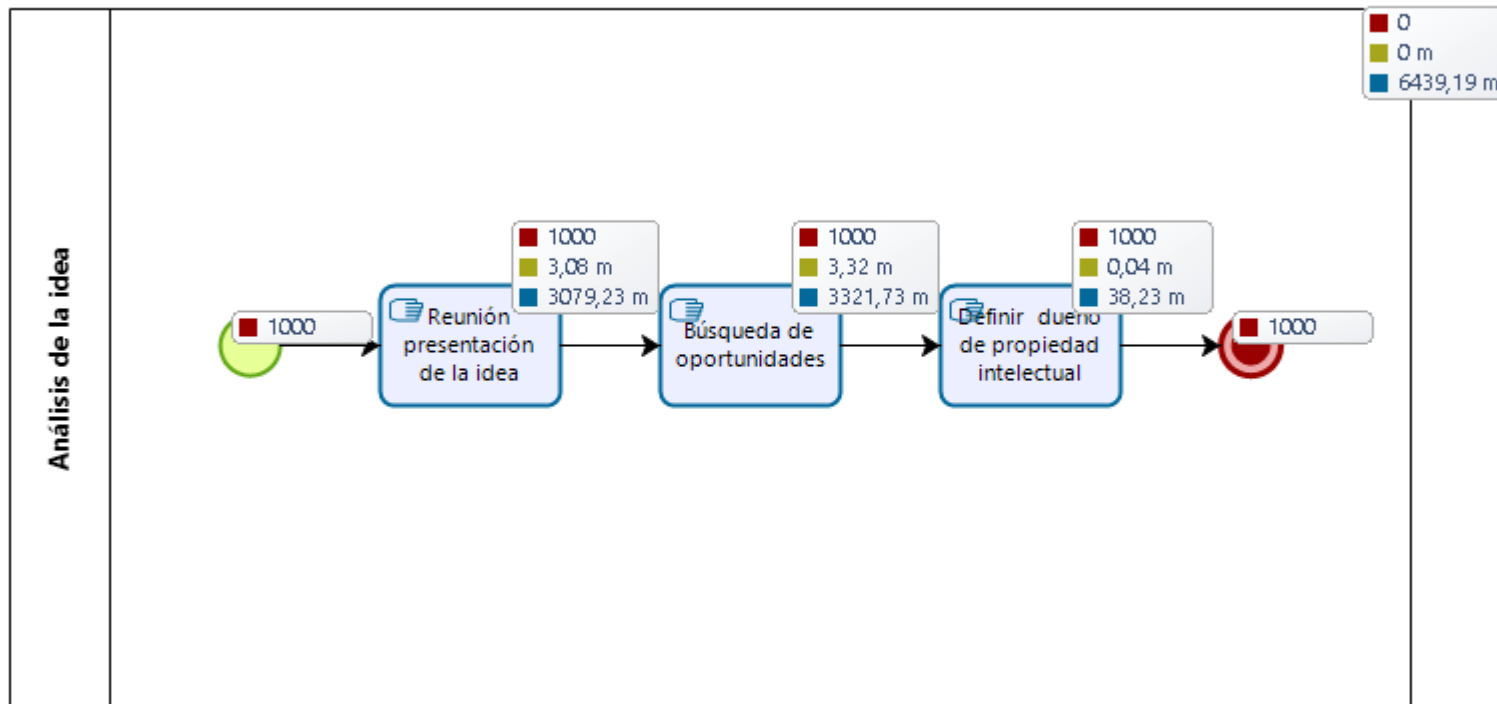 Análisis de la idea
0
0 m
6439,19 m
1000
3,08 m
3079,23 m
1000
3,32 m
3321,73 m
1000
0,04 m
38,23 m
1000
Reunión
presentación
de la idea
Búsqueda de
oportunidades
Definir dueño
de propiedad
intelectual
1000